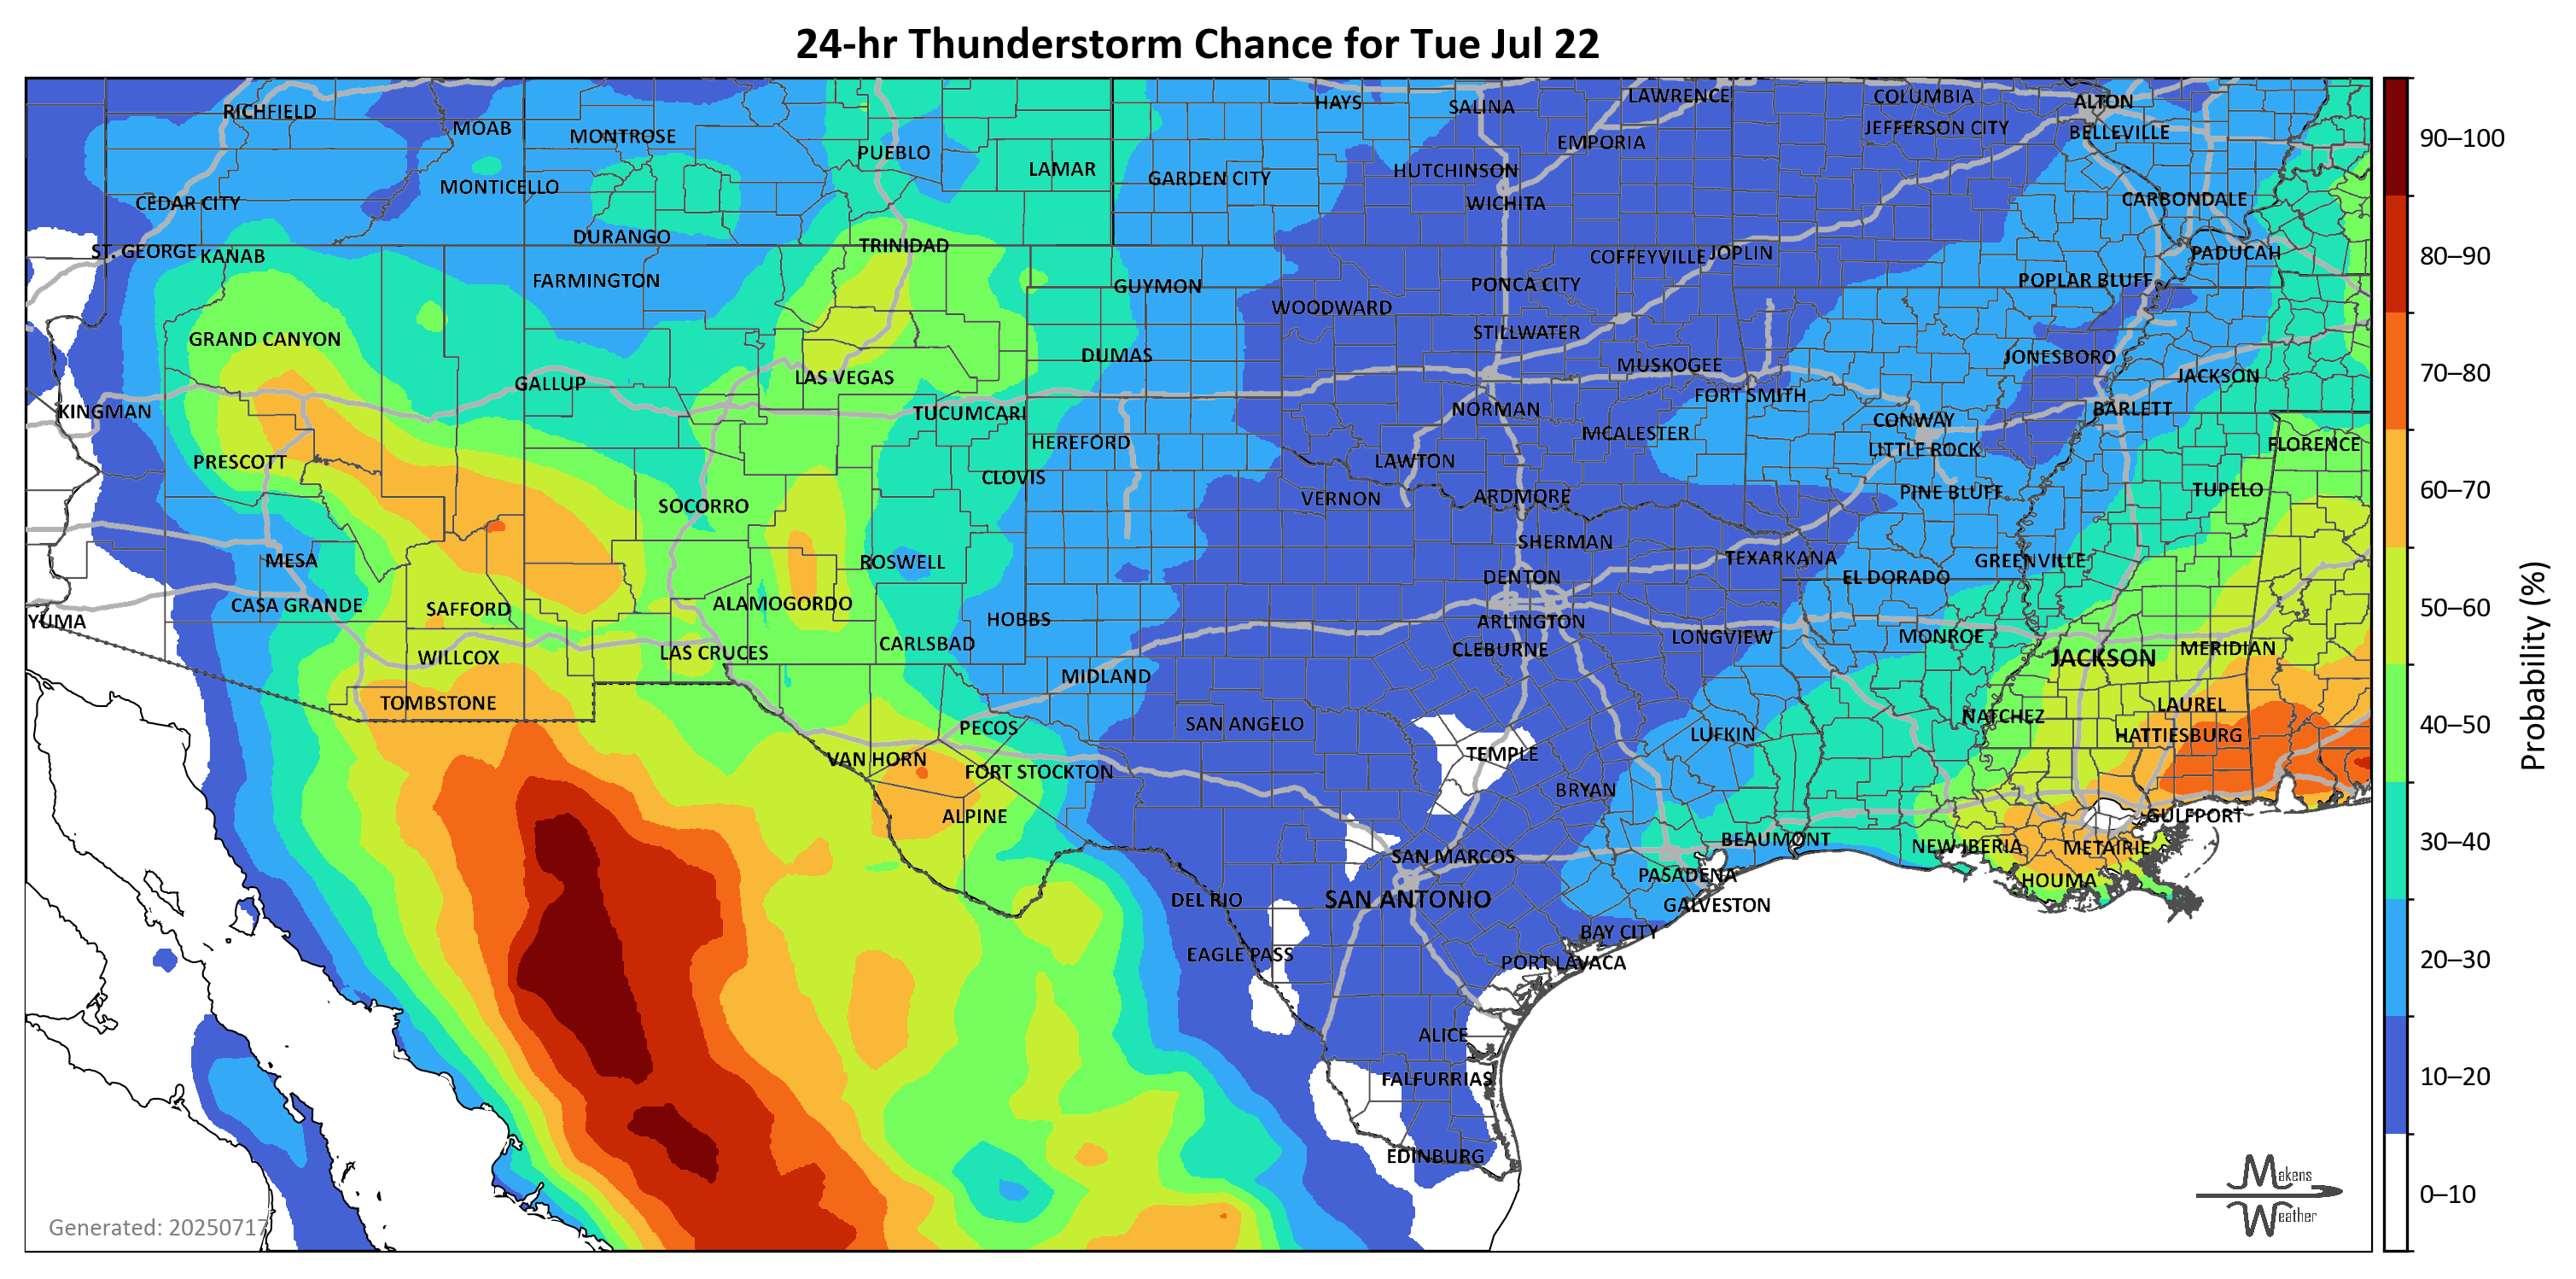 24-hr Thunderstorm Chance for Tue Jul 22
RICHFIELD
MOAB
MONTROSE
PUEBLO
LAMAR
HAYS
SALINA
LAWRENCE
COLUMBIA
ALTON
EMPORIA
JEFFERSON CITY
BELLEVILLE
CEDAR CITY
MONTICELLO
GARDEN CITY
HUTCHINSON
WICHITA
CARBONDALE
ST. GEORGE
KANAB
DURANGO
TRINIDAD
COFFEYVILLE
JOPLIN
PADUCAH
FARMINGTON
GUYMON
PONCA CITY
POPLAR BLUFF
WOODWARD
GRAND CANYON
STILLWATER
DUMAS
MUSKOGEE
JONESBORO
GALLUP
LAS VEGAS
JACKSON
KINGMAN
TUCUMCARI
NORMAN
FORT SMITH
BARLETT
CONWAY
HEREFORD
MCALESTER
LITTLE ROCK
FLORENCE
PRESCOTT
CLOVIS
LAWTON
SOCORRO
VERNON
ARDMORE
PINE BLUFF
TUPELO
MESA
ROSWELL
SHERMAN
TEXARKANA
GREENVILLE
DENTON
EL DORADO
CASA GRANDE
SAFFORD
ALAMOGORDO
YUMA
HOBBS
ARLINGTON
LONGVIEW
MONROE
WILLCOX
LAS CRUCES
CARLSBAD
CLEBURNE
JACKSON
MERIDIAN
TOMBSTONE
MIDLAND
PECOS
SAN ANGELO
LUFKIN
NATCHEZ
LAUREL
VAN HORN
FORT STOCKTON
TEMPLE
HATTIESBURG
ALPINE
BRYAN
GULFPORT
SAN MARCOS
BEAUMONT
NEW IBERIA
METAIRIE
DEL RIO
SAN ANTONIO
PASADENA
HOUMA
GALVESTON
EAGLE PASS
BAY CITY
PORT LAVACA
ALICE
FALFURRIAS
EDINBURG
Generated: 20250717
Makens
Weather
90–100
80–90
70–80
60–70
50–60
40–50
30–40
20–30
10–20
0–10
Probability (%)